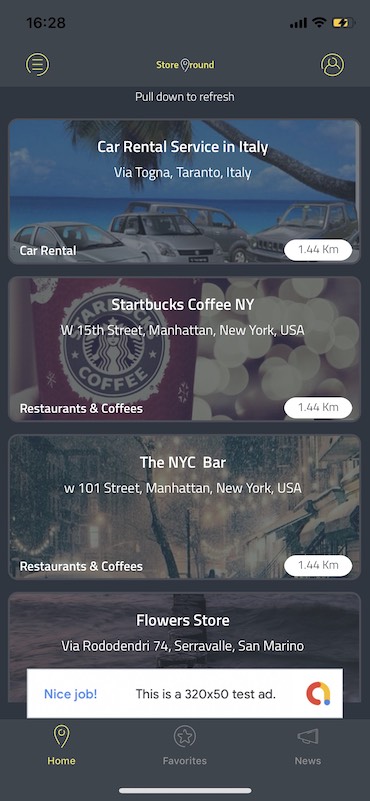 16:28
Store round
Pull down to refresh
Car Rental Service in Italy
Via Togna, Taranto, Italy
Car Rental
1.44 Km
Startbucks Coffee NY
W 15th Street, Manhattan, New York, USA
COFFEE
Restaurants & Coffees
1.44 Km
The NYC Bar
w 101 Street, Manhattan, New York, USA
Restaurants & Coffees
1.44 Km
Flowers Store
Via Rododendri 74, Serravalle, San Marino
Nice job!
This is a 320x50 test ad.
Home
Favorites
News